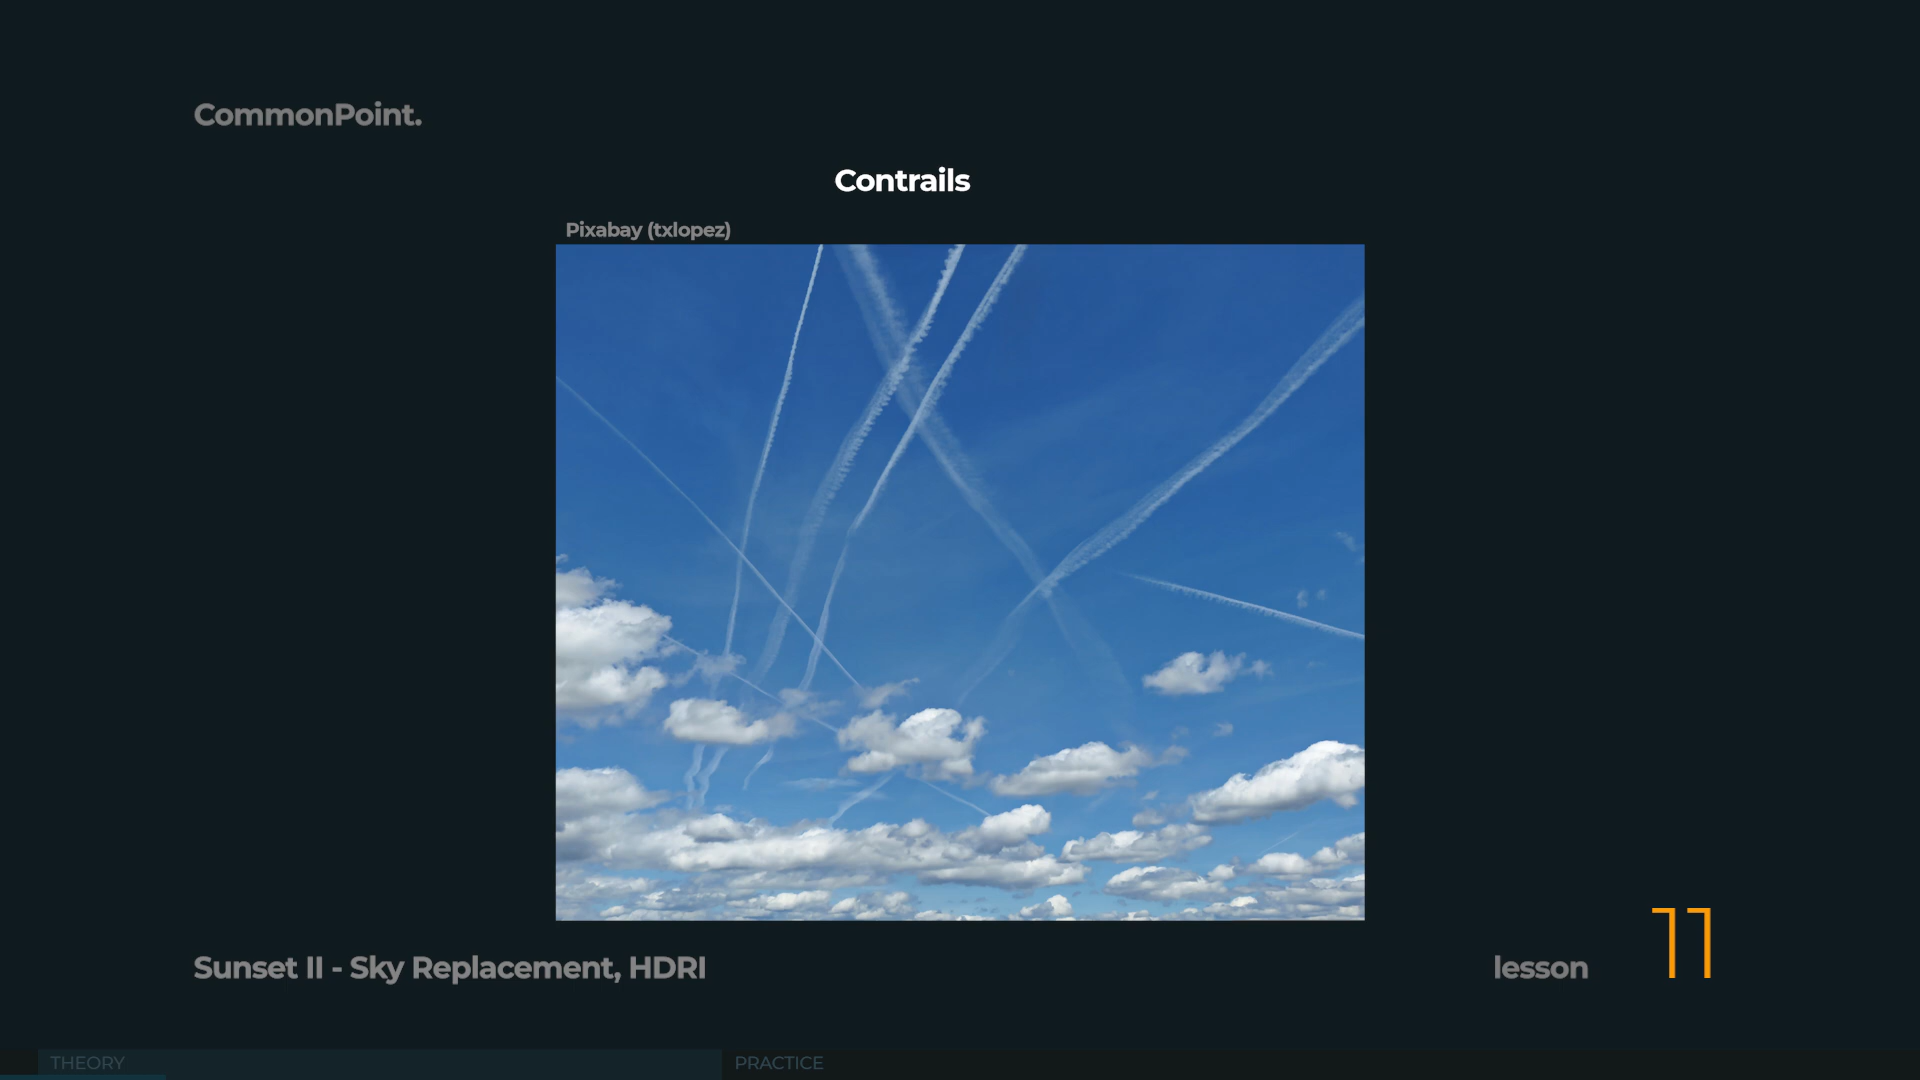 CommonPoint.
Contrails
Pixabay (txlopez)
Sunset II - Sky Replacement, HDRI
lesson 11
THEORY
PRACTICE